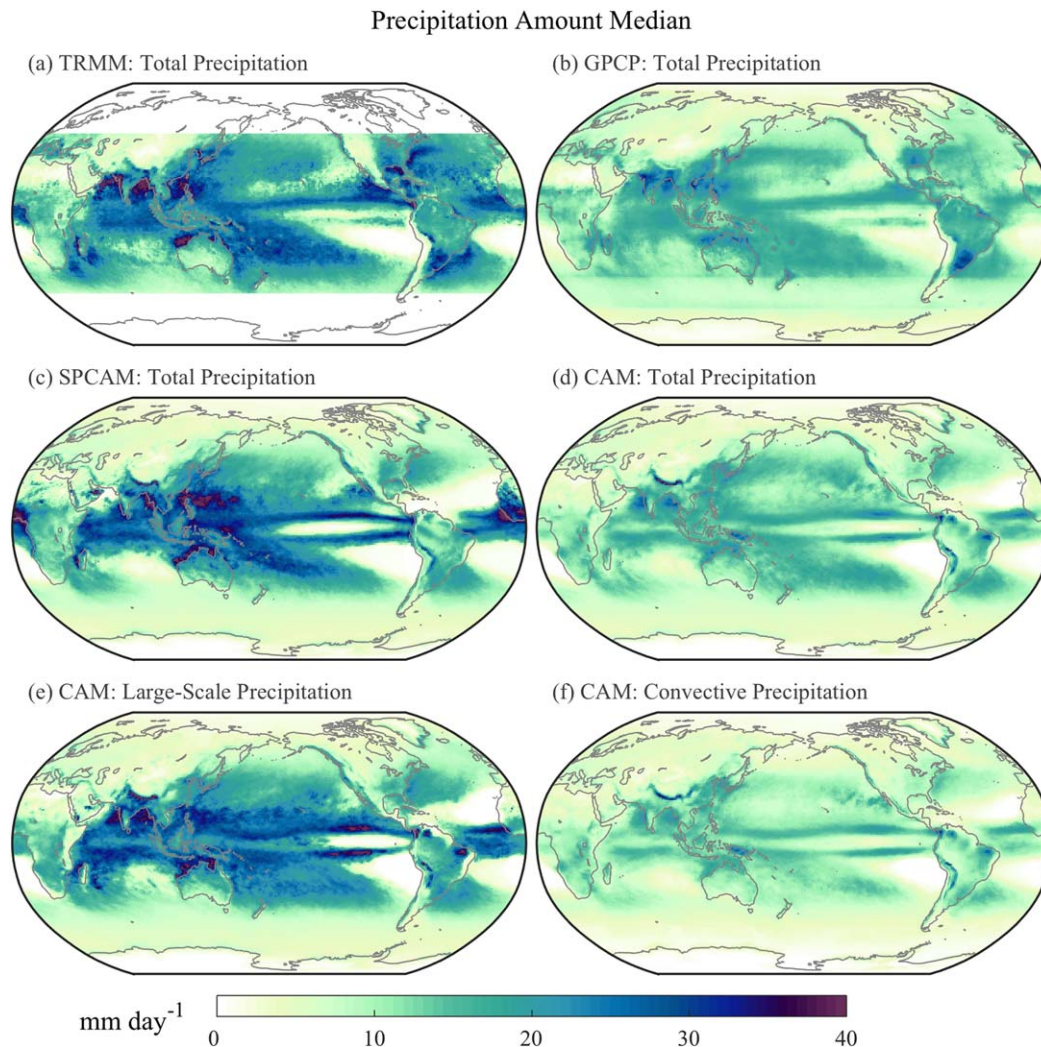 Precipitation Amount Median
(a) TRMM: Total Precipitation
(b) GPCP: Total Precipitation
(c) SPCAM: Total Precipitation
(d) CAM: Total Precipitation
(e) CAM: Large-Scale Precipitation
(f) CAM: Convective Precipitation
mm day⁻¹
0 10 20 30 40